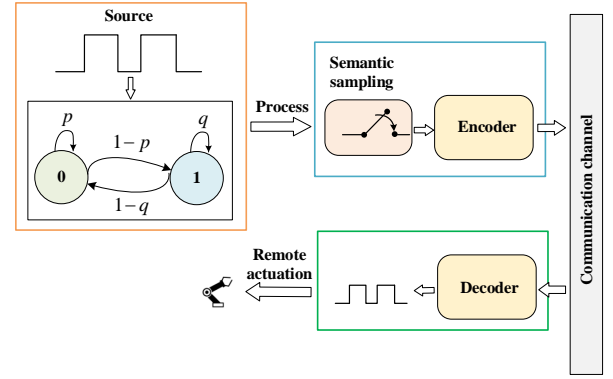 Source
p
q
1− p
0
1
1−q
Process
Semantic
sampling
Encoder
Communication channel
Remote
actuation
Decoder